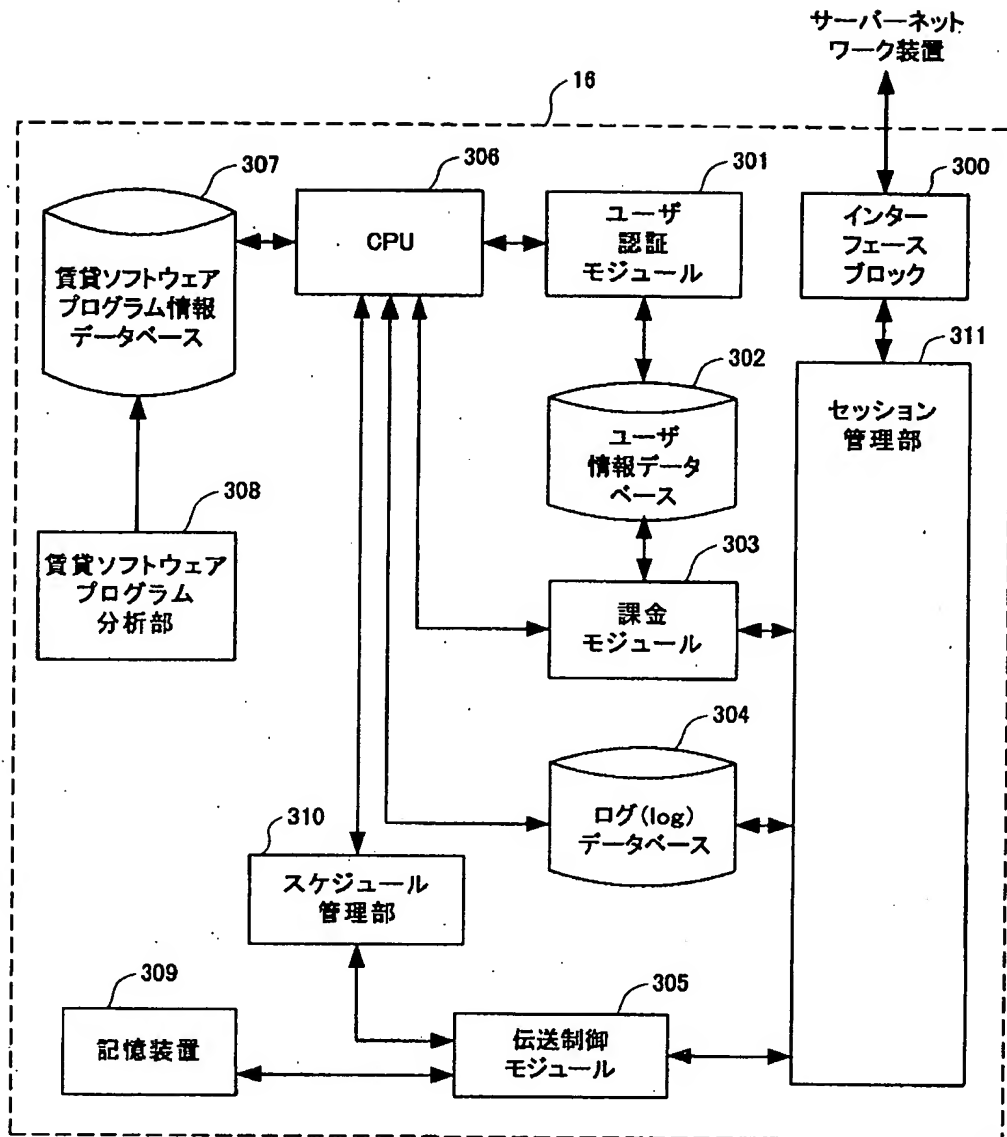 サーバーネット
ワーク装置
16
307
306
301
300
賃貸ソフトウェア
プログラム情報
データベース
CPU
ユーザ
認証
モジュール
インター
フェース
ブロック
302
311
ユーザ
情報データ
ベース
セッション
管理部
308
賃貸ソフトウェア
プログラム
分析部
303
課金
モジュール
304
ログ(log)
データベース
310
スケジュール
管理部
309
記憶装置
305
伝送制御
モジュール